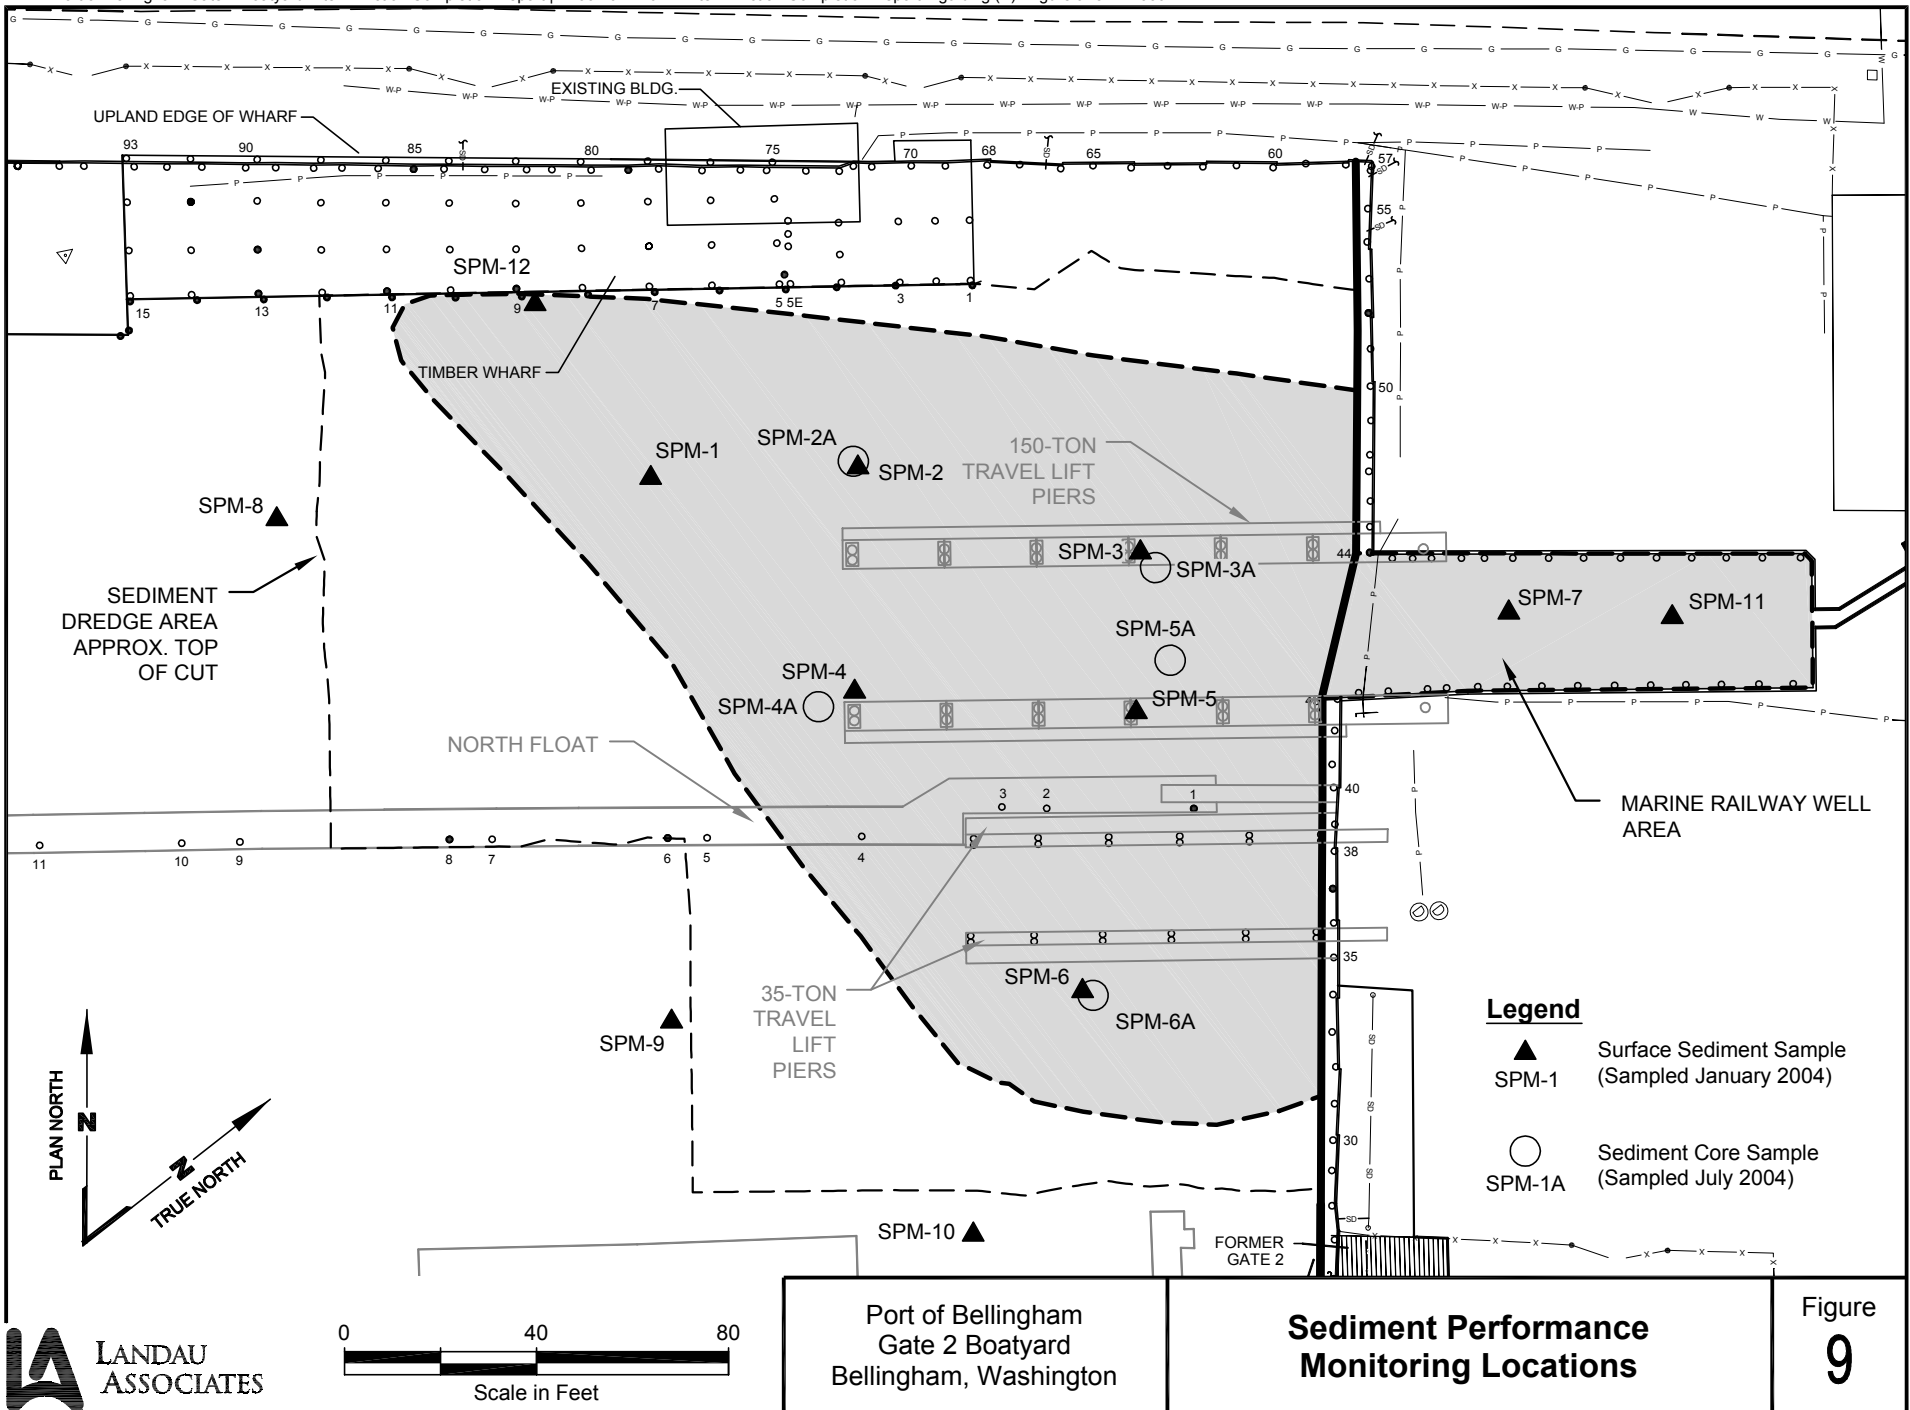 EXISTING BLDG.
UPLAND EDGE OF WHARF
93
90
85
80
75
70
68
65
60
57
55
SPM-12
15
13
11
9
7
5 5E
3
1
TIMBER WHARF
50
SPM-1
SPM-2A
SPM-2
150-TON
TRAVEL LIFT
PIERS
SPM-8
SPM-3
SPM-3A
44
SEDIMENT
DREDGE AREA
APPROX. TOP
OF CUT
SPM-7
SPM-11
SPM-5A
SPM-4
SPM-4A
SPM-5
NORTH FLOAT
MARINE RAILWAY WELL
AREA
3
2
1
40
11
10
9
8
7
6
5
4
38
35
SPM-6
SPM-6A
35-TON
TRAVEL
LIFT
PIERS
SPM-9
30
PLAN NORTH
N
N
TRUE NORTH
SPM-10
FORMER
GATE 2
Legend
SPM-1
Surface Sediment Sample
(Sampled January 2004)
SPM-1A
Sediment Core Sample
(Sampled July 2004)
LANDAU
ASSOCIATES
0 40 80
Scale in Feet
Port of Bellingham
Gate 2 Boatyard
Bellingham, Washington
Sediment Performance
Monitoring Locations
Figure
9